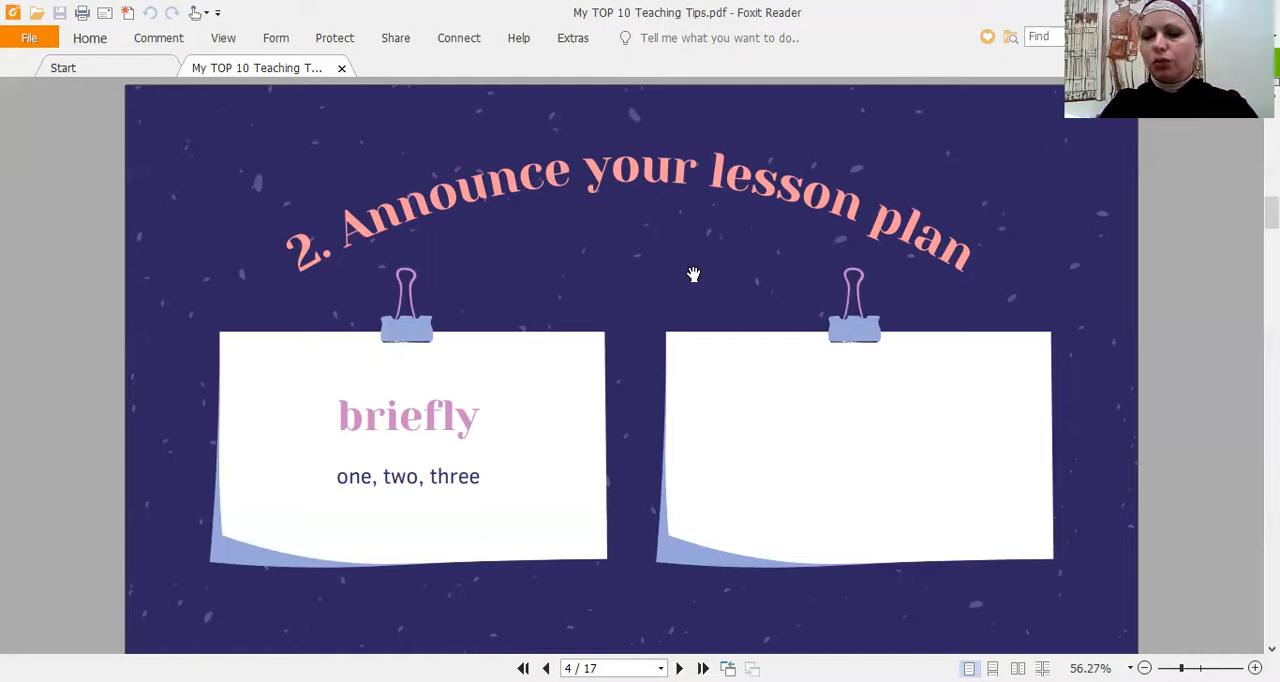 My TOP 10 Teaching Tips.pdf - Foxit Reader
File Home Comment View Form Protect Share Connect Help Extras Tell me what you want to do.. Find
Start My TOP 10 Teaching T...
2. Announce your lesson plan
briefly
one, two, three
4 / 17
56.27%